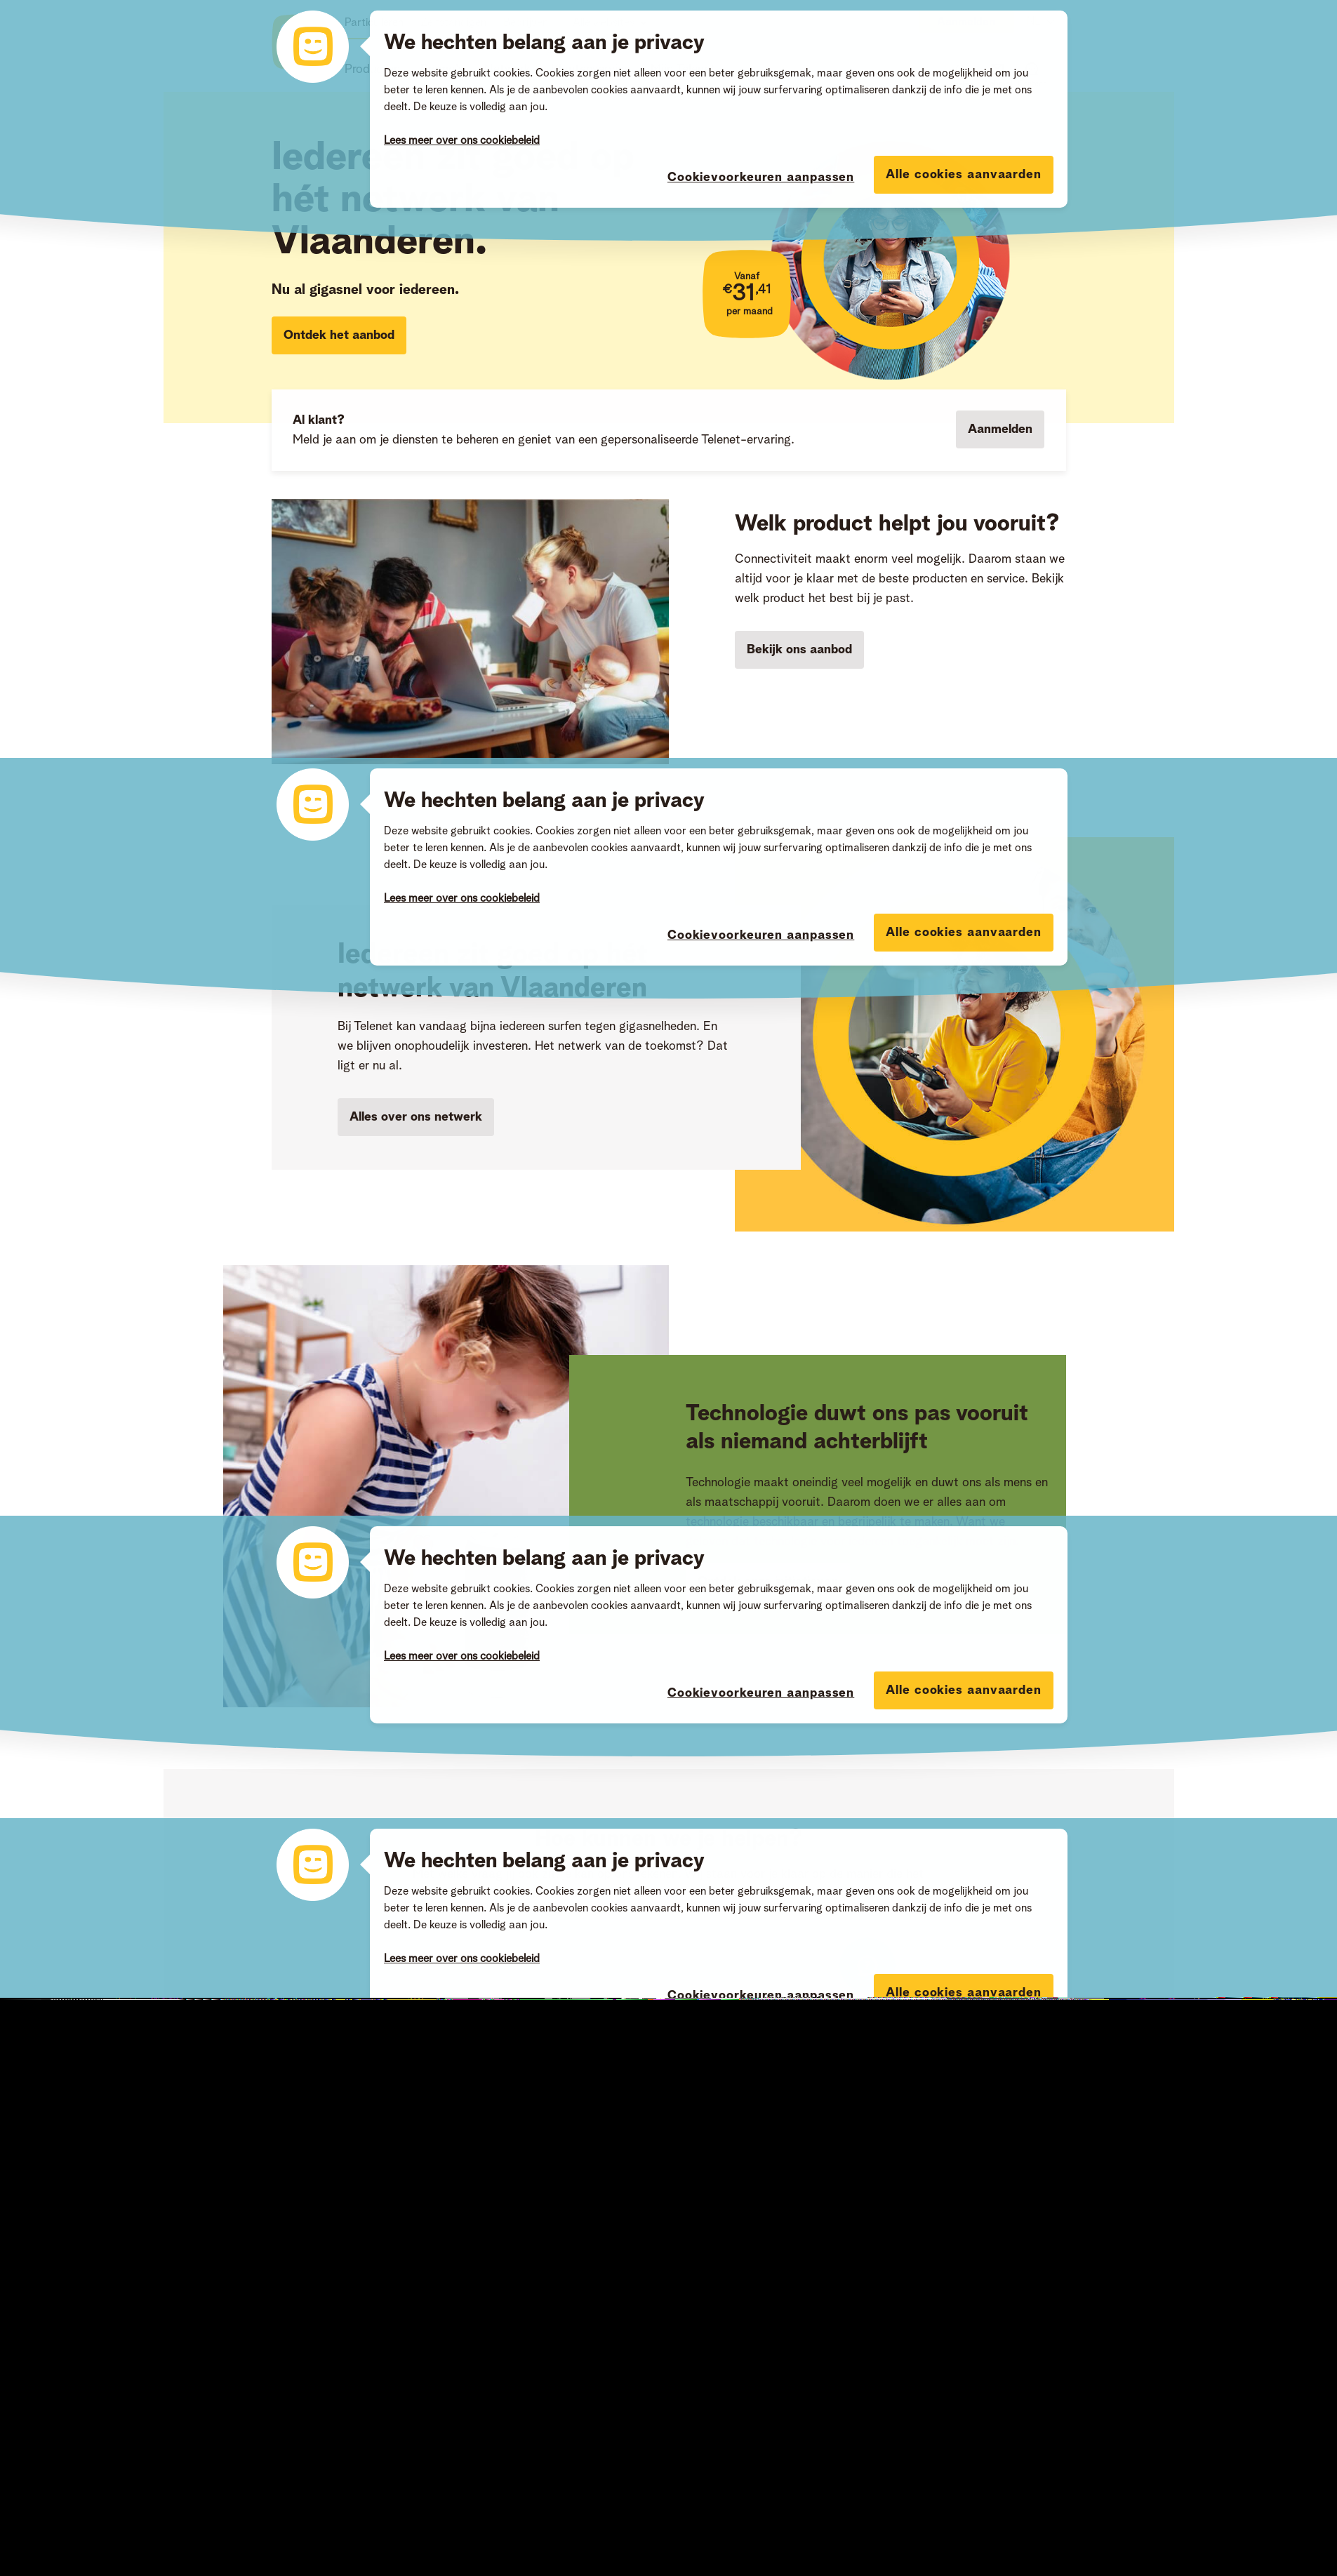 We hechten belang aan je privacy
Deze website gebruikt cookies. Cookies zorgen niet alleen voor een beter gebruiksgemak, maar geven ons ook de mogelijkheid om jou
beter te leren kennen. Als je de aanbevolen cookies aanvaardt, kunnen wij jouw surfervaring optimaliseren dankzij de info die je met ons
deelt. De keuze is volledig aan jou.
Lees meer over ons cookiebeleid
Cookievoorkeuren aanpassen
Alle cookies aanvaarden
hét netwerk van
Vlaanderen.
Nu al gigasnel voor iedereen.
Ontdek het aanbod
Vanaf
€31,41
per maand
Al klant?
Meld je aan om je diensten te beheren en geniet van een gepersonaliseerde Telenet-ervaring.
Aanmelden
Welk product helpt jou vooruit?
Connectiviteit maakt enorm veel mogelijk. Daarom staan we
altijd voor je klaar met de beste producten en service. Bekijk
welk product het best bij je past.
Bekijk ons aanbod
We hechten belang aan je privacy
Deze website gebruikt cookies. Cookies zorgen niet alleen voor een beter gebruiksgemak, maar geven ons ook de mogelijkheid om jou
beter te leren kennen. Als je de aanbevolen cookies aanvaardt, kunnen wij jouw surfervaring optimaliseren dankzij de info die je met ons
deelt. De keuze is volledig aan jou.
Lees meer over ons cookiebeleid
Cookievoorkeuren aanpassen
Alle cookies aanvaarden
netwerk van Vlaanderen
Bij Telenet kan vandaag bijna iedereen surfen tegen gigasnelheden. En
we blijven onophoudelijk investeren. Het netwerk van de toekomst? Dat
ligt er nu al.
Alles over ons netwerk
Technologie duwt ons pas vooruit
als niemand achterblijft
Technologie maakt oneindig veel mogelijk en duwt ons als mens en
als maatschappij vooruit. Daarom doen we er alles aan om
technologie beschikbaar en begrijpelijk te maken. Want we
We hechten belang aan je privacy
Deze website gebruikt cookies. Cookies zorgen niet alleen voor een beter gebruiksgemak, maar geven ons ook de mogelijkheid om jou
beter te leren kennen. Als je de aanbevolen cookies aanvaardt, kunnen wij jouw surfervaring optimaliseren dankzij de info die je met ons
deelt. De keuze is volledig aan jou.
Lees meer over ons cookiebeleid
Cookievoorkeuren aanpassen
Alle cookies aanvaarden
We hechten belang aan je privacy
Deze website gebruikt cookies. Cookies zorgen niet alleen voor een beter gebruiksgemak, maar geven ons ook de mogelijkheid om jou
beter te leren kennen. Als je de aanbevolen cookies aanvaardt, kunnen wij jouw surfervaring optimaliseren dankzij de info die je met ons
deelt. De keuze is volledig aan jou.
Lees meer over ons cookiebeleid
Cookievoorkeuren aanpassen
Alle cookies aanvaarden